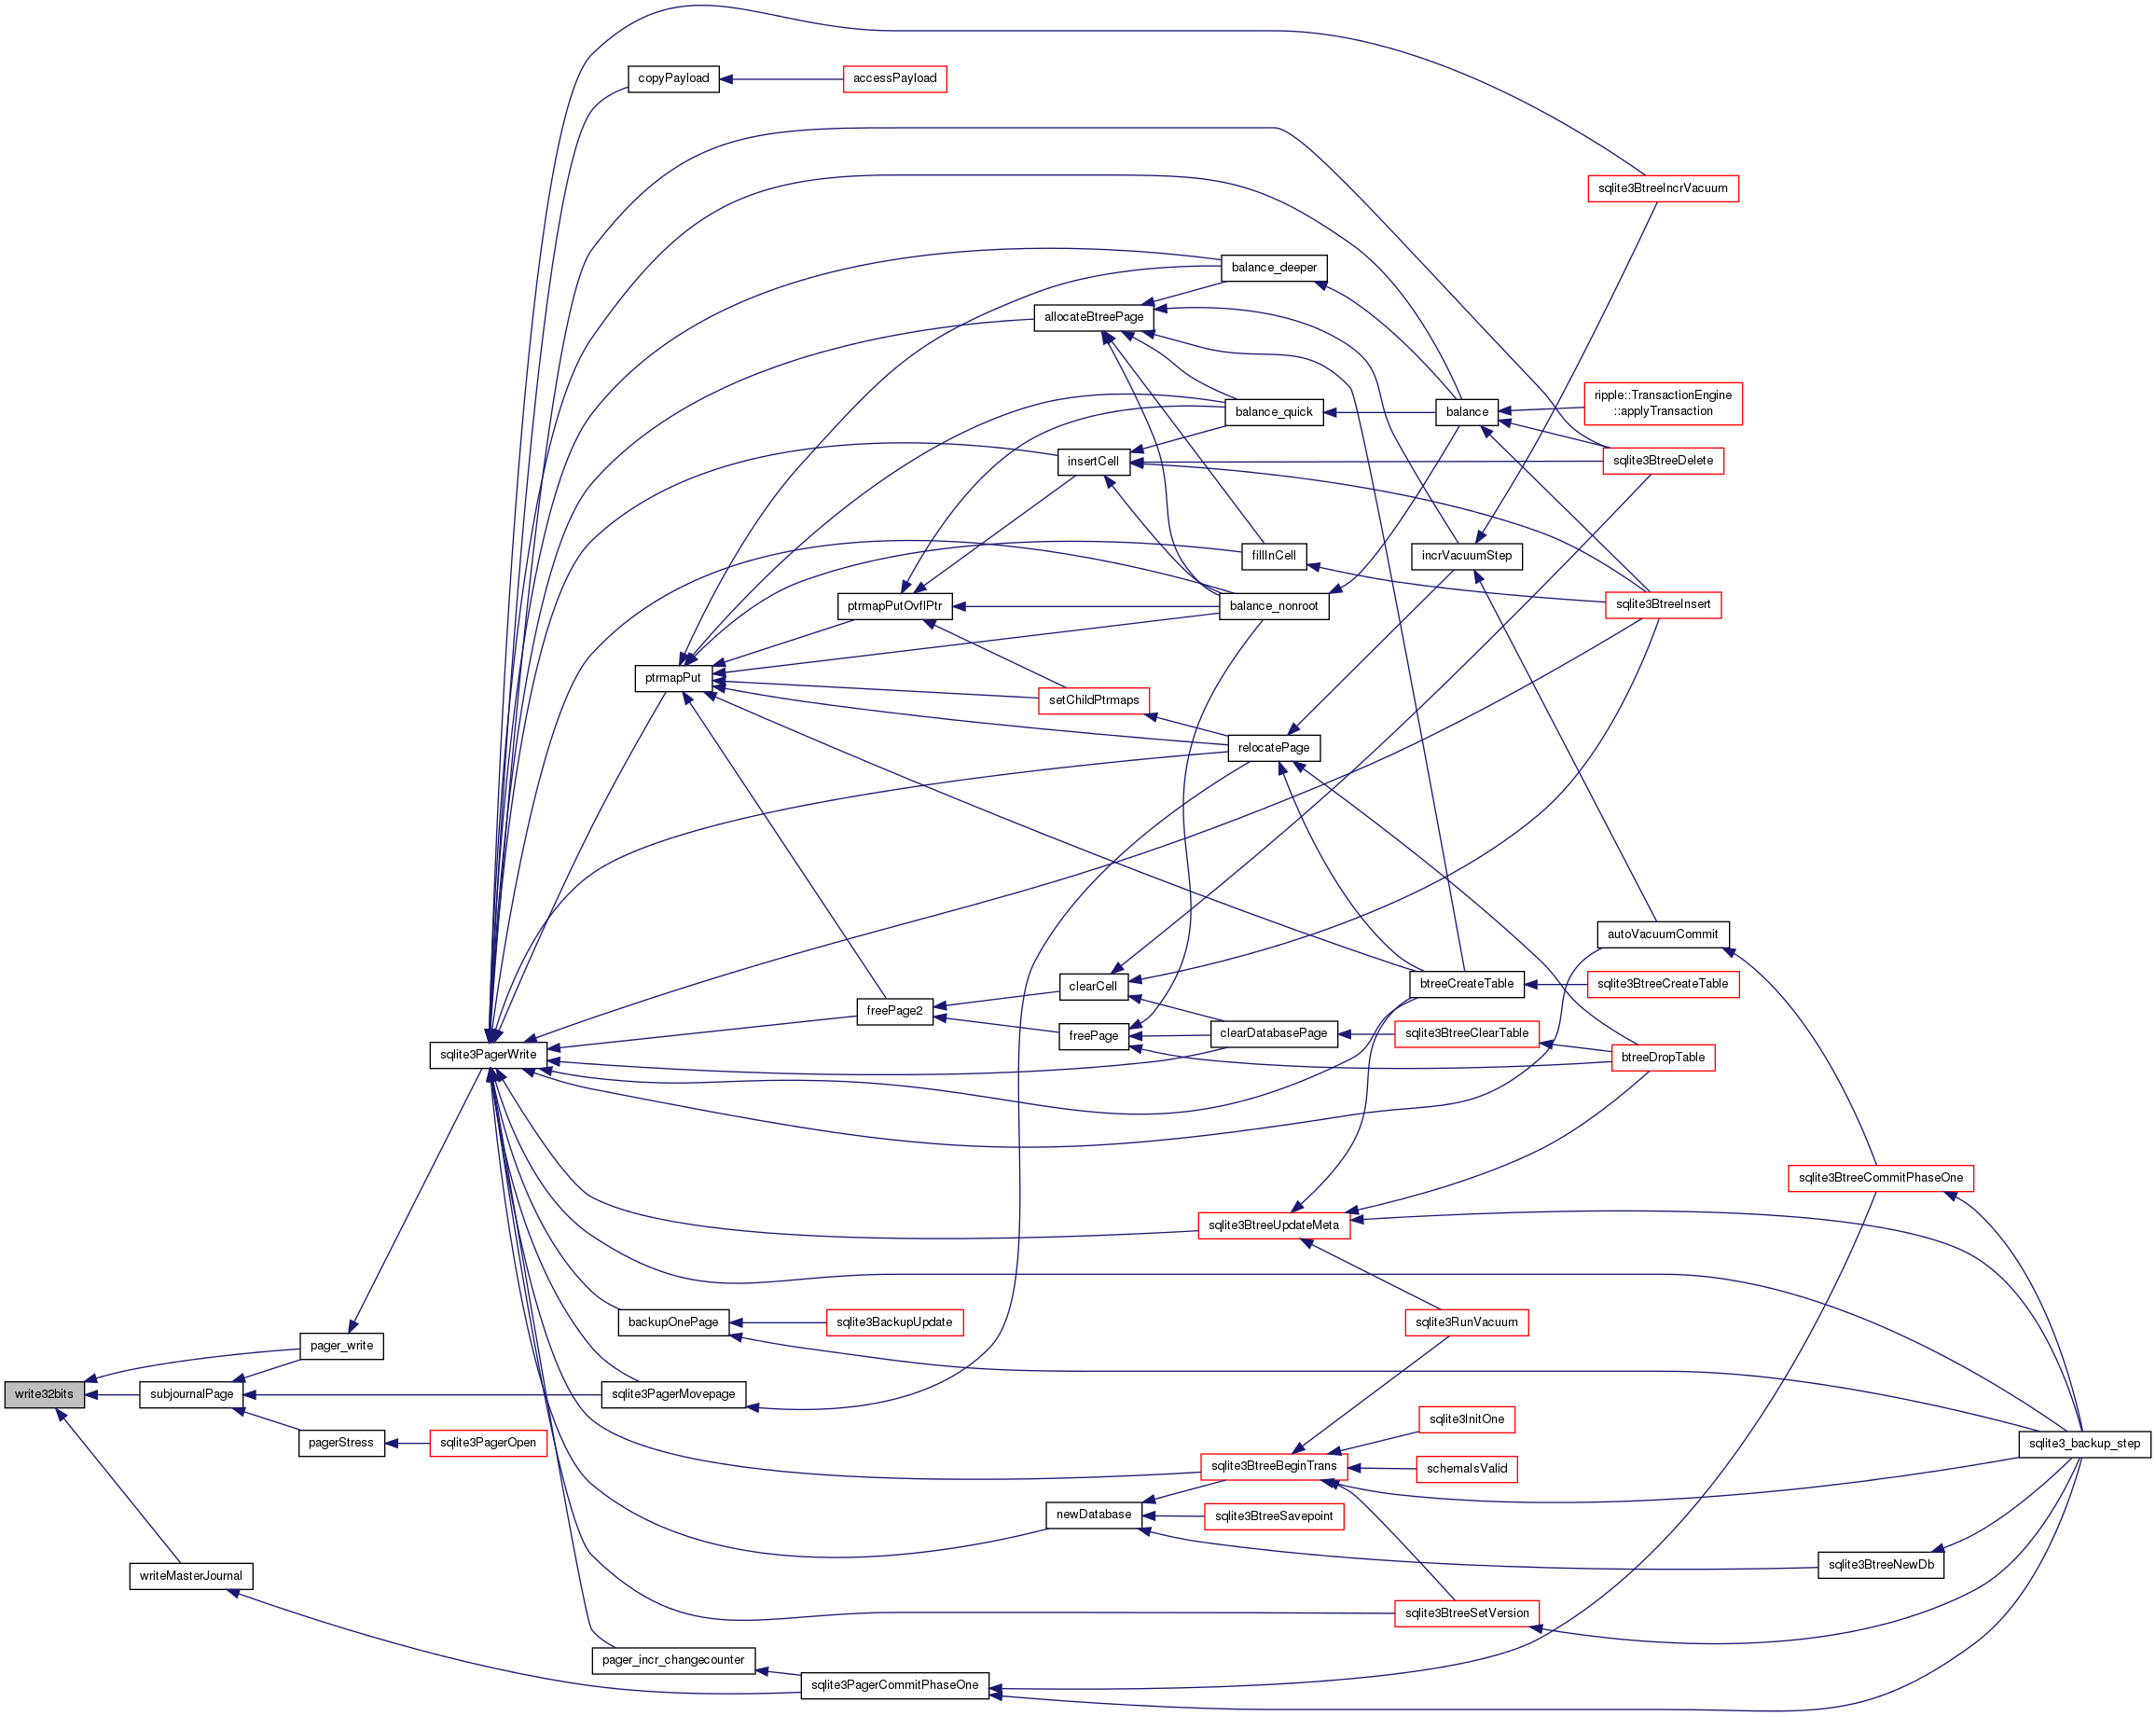 copyPayload
accessPayload
sqlite3BtreeIncrVacuum
balance_deeper
allocateBtreePage
ripple::TransactionEngine
::applyTransaction
balance_quick
balance
insertCell
sqlite3BtreeDelete
fillInCell
incrVacuumStep
ptrmapPutOvflPtr
balance_nonroot
sqlite3BtreeInsert
ptrmapPut
setChildPtrmaps
relocatePage
autoVacuumCommit
clearCell
btreeCreateTable
sqlite3BtreeCreateTable
freePage2
freePage
clearDatabasePage
sqlite3BtreeClearTable
sqlite3PagerWrite
btreeDropTable
sqlite3BtreeCommitPhaseOne
sqlite3BtreeUpdateMeta
backupOnePage
sqlite3BackupUpdate
sqlite3RunVacuum
pager_write
write32bits
subjournalPage
sqlite3PagerMovepage
sqlite3InitOne
pagerStress
sqlite3PagerOpen
sqlite3_backup_step
sqlite3BtreeBeginTrans
schemaIsValid
newDatabase
sqlite3BtreeSavepoint
sqlite3BtreeNewDb
writeMasterJournal
sqlite3BtreeSetVersion
pager_incr_changecounter
sqlite3PagerCommitPhaseOne